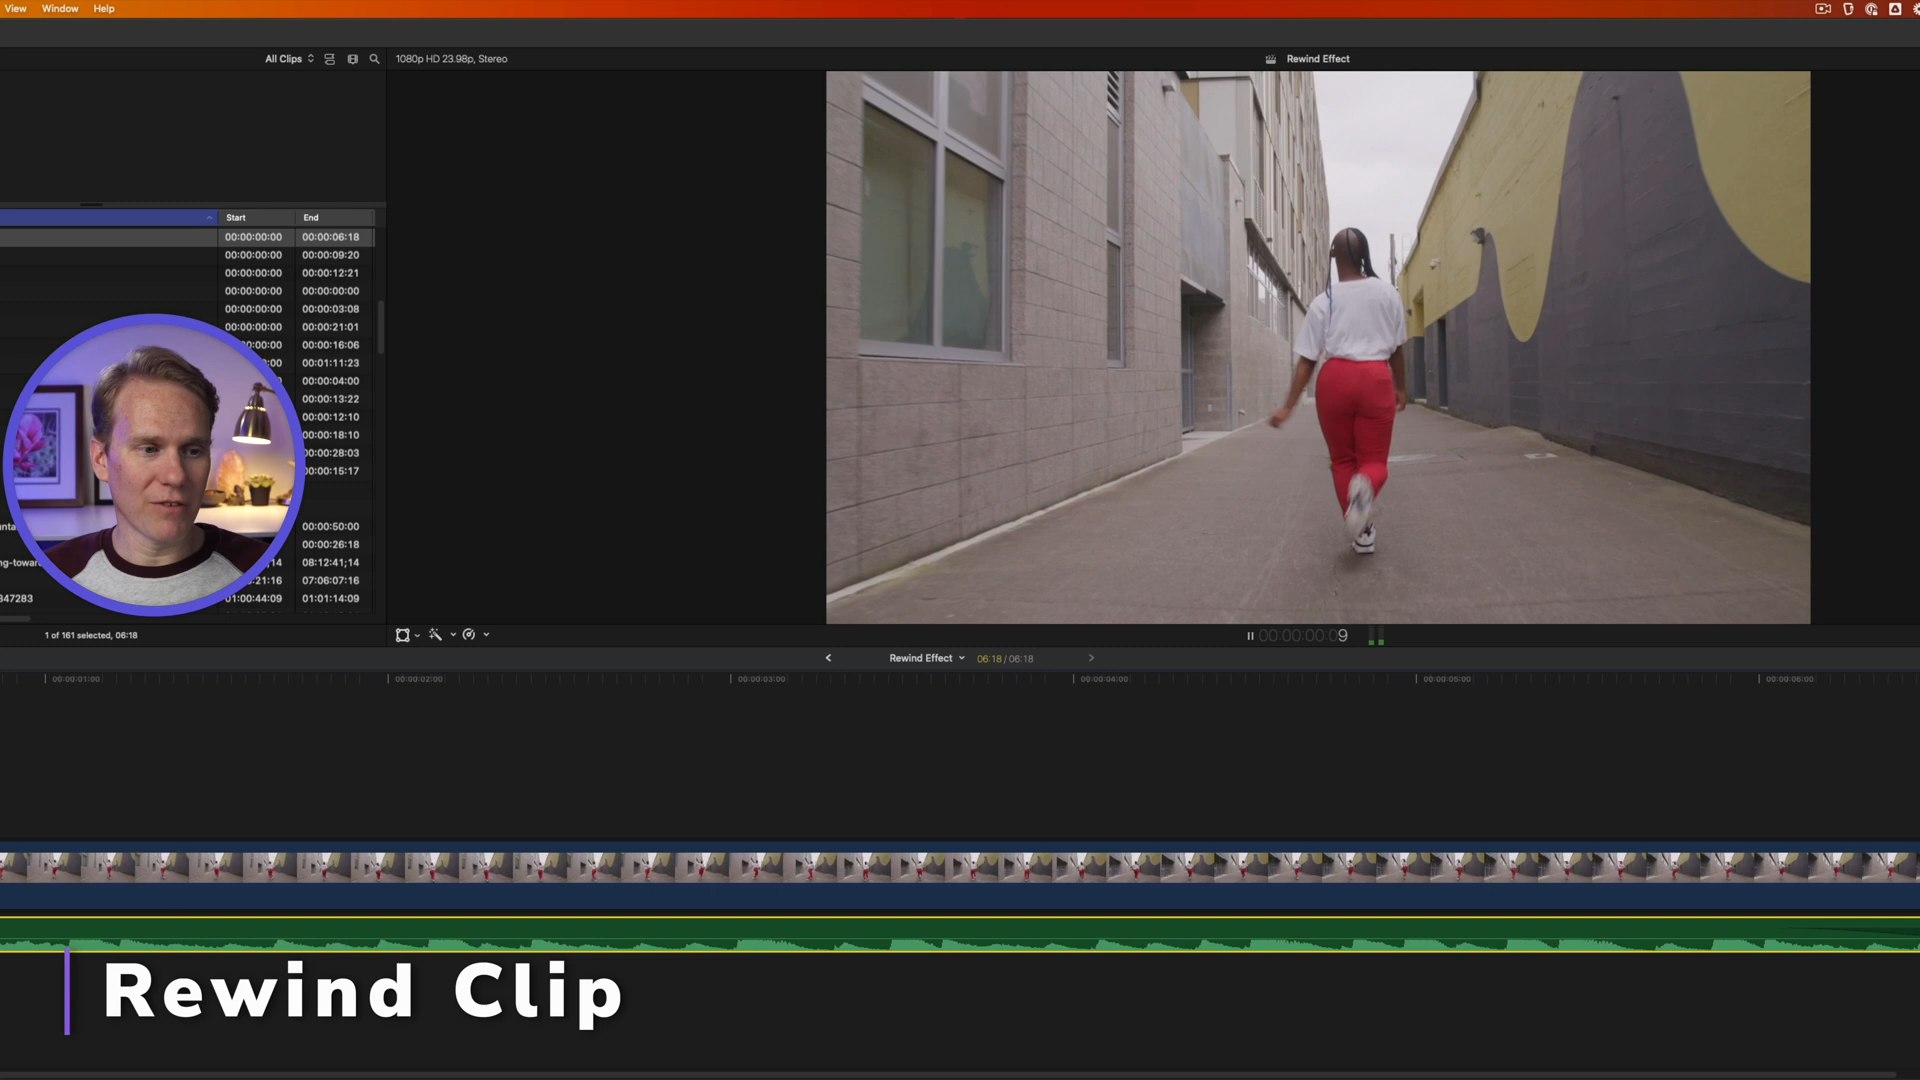 View Window Help
All Clips
1080p HD 23.98p, Stereo
Rewind Effect
Start End
00:00:00:00 00:00:06:18
00:00:00:00 00:00:09:20
00:00:00:00 00:00:12:21
00:00:00:00 00:00:00:00
00:00:00:00 00:00:03:08
00:00:00:00 00:00:21:01
00:00:16:06
00:01:11:23
00:00:04:00
00:00:13:22
00:00:12:10
00:00:18:10
00:00:28:03
00:00:15:17
00:00:50:00
00:00:26:18
08:12:41;14
21:16 07:06:07:16
347283 01:00:44:09 01:01:14:09
1 of 161 selected, 06:18
00:00:00:09
Rewind Effect 06:18 / 06:18
00:00:01:00 00:00:02:00 00:00:03:00 00:00:04:00 00:00:05:00 00:00:06:00
Rewind Clip